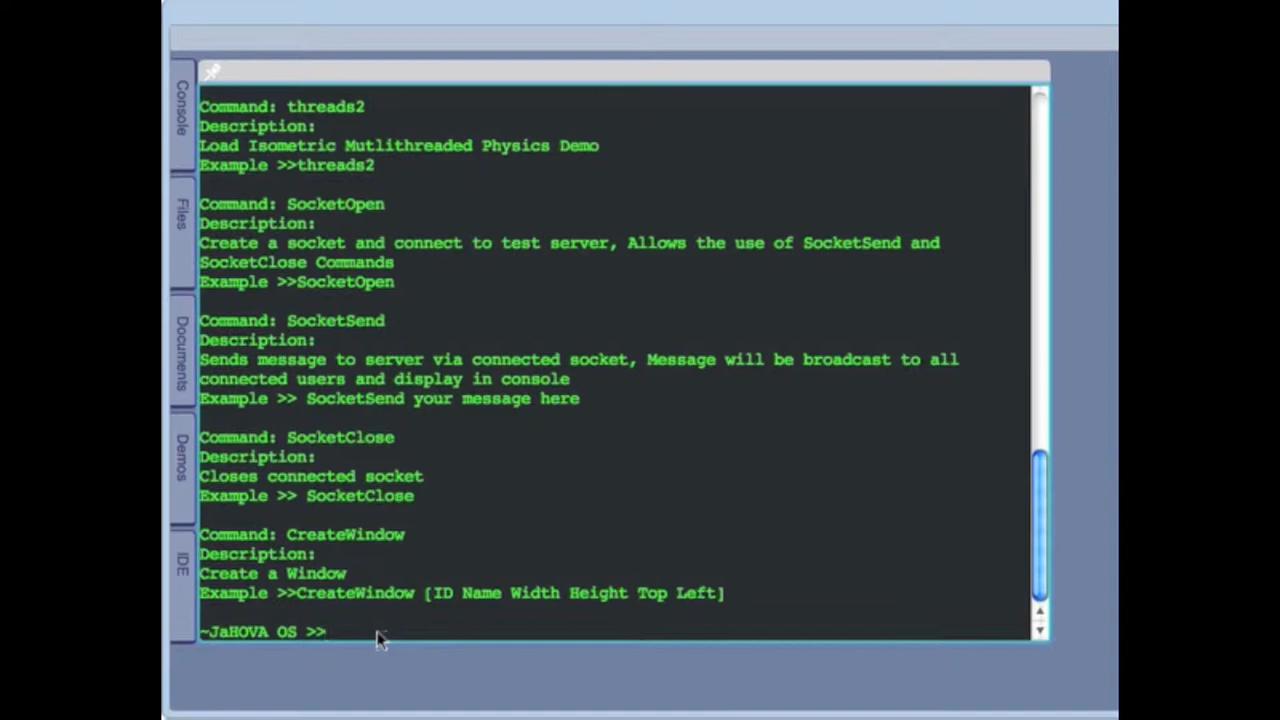 Console
Files
Documents
Demos
IDE
Command: threads2
Description:
Load Isometric Mutlithreaded Physics Demo
Example >>threads2
Command: SocketOpen
Description:
Create a socket and connect to test server, Allows the use of SocketSend and
SocketClose Commands
Example >>SocketOpen
Command: SocketSend
Description:
Sends message to server via connected socket, Message will be broadcast to all
connected users and display in console
Example >> SocketSend your message here
Command: SocketClose
Description:
Closes connected socket
Example >> SocketClose
Command: CreateWindow
Description:
Create a Window
Example >>CreateWindow [ID Name Width Height Top Left]
~JaHOVA OS >>